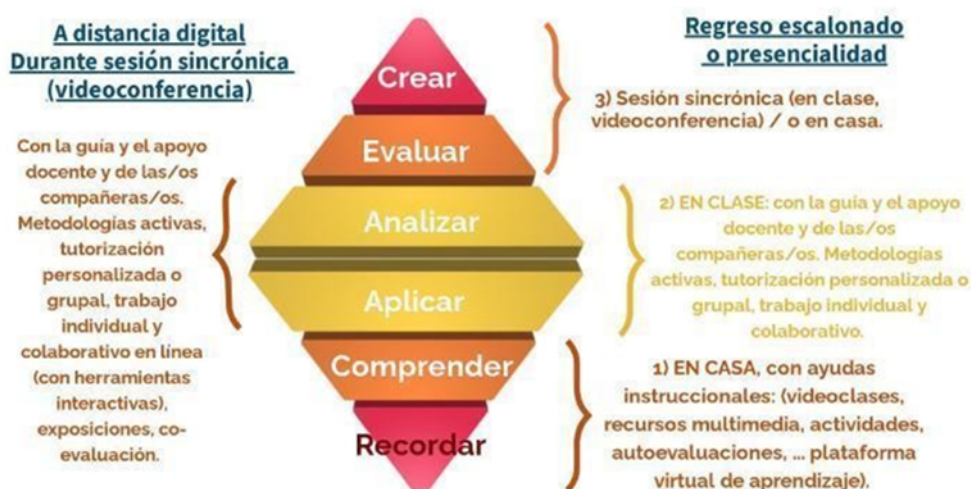 A distancia digital
Durante sesión sincrónica
(videoconferencia)
Con la guía y el apoyo
docente y de las/os
compañeras/os.
Metodologías activas,
tutorización
personalizada o
grupal, trabajo
individual y
colaborativo en línea
(con herramientas
interactivas),
exposiciones, co-
evaluación.
Crear
Evaluar
Analizar
Aplicar
Comprender
Recordar
Regreso escalonado
o presencialidad
3) Sesión sincrónica (en clase,
videoconferencia) / o en casa.
2) EN CLASE: con la guía y el apoyo
docente y de las/os
compañeras/os. Metodologías
activas, tutorización personalizada o
grupal, trabajo individual y
colaborativo.
1) EN CASA, con ayudas
instruccionales: (videoclases,
recursos multimedia, actividades,
autoevaluaciones, ... plataforma
virtual de aprendizaje).